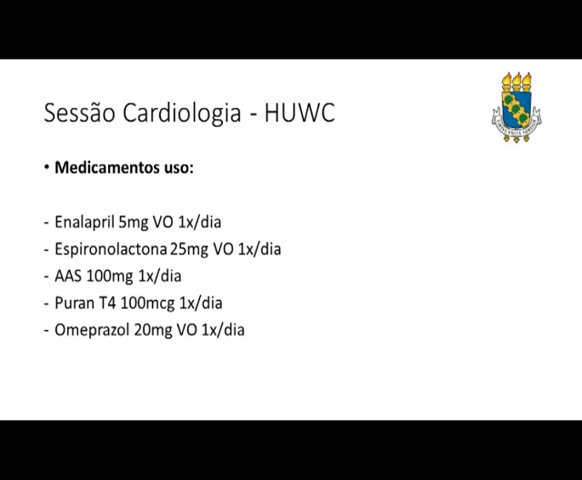 Sessão Cardiologia - HUWC
• Medicamentos uso:
- Enalapril 5mg VO 1x/dia
- Espironolactona 25mg VO 1x/dia
- AAS 100mg 1x/dia
- Puran T4 100mcg 1x/dia
- Omeprazol 20mg VO 1x/dia